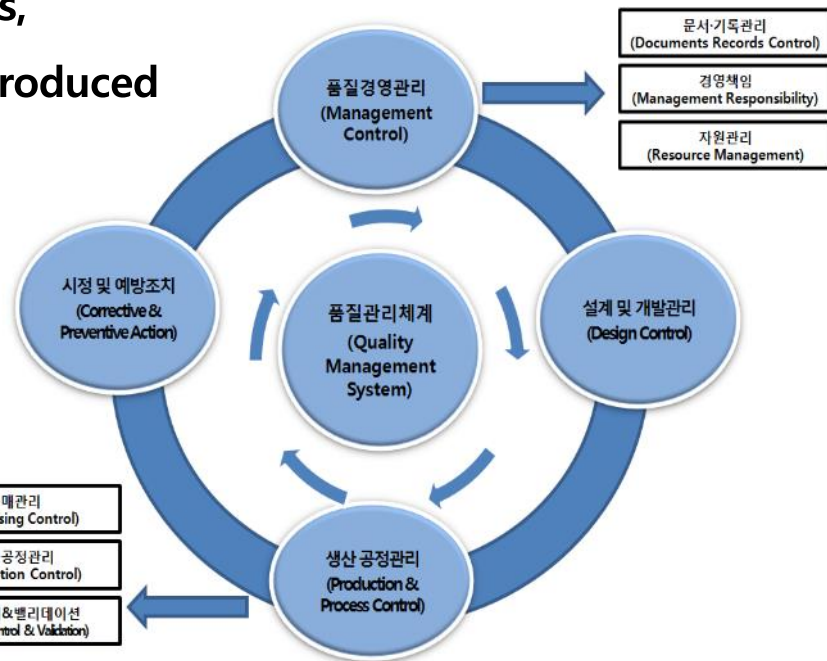 s,
roduced
품질경영관리
(Management
Control)
문서·기록관리
(Documents Records Control)
경영책임
(Management Responsibility)
자원관리
(Resource Management)
시정 및 예방조치
(Corrective &
Preventive Action)
품질관리체계
(Quality
Management
System)
설계 및 개발관리
(Design Control)
생산 공정관리
(Production &
Process Control)
매관리
sing Control)
공정관리
tion Control)
&밸리데이션
ntrol & Validation)